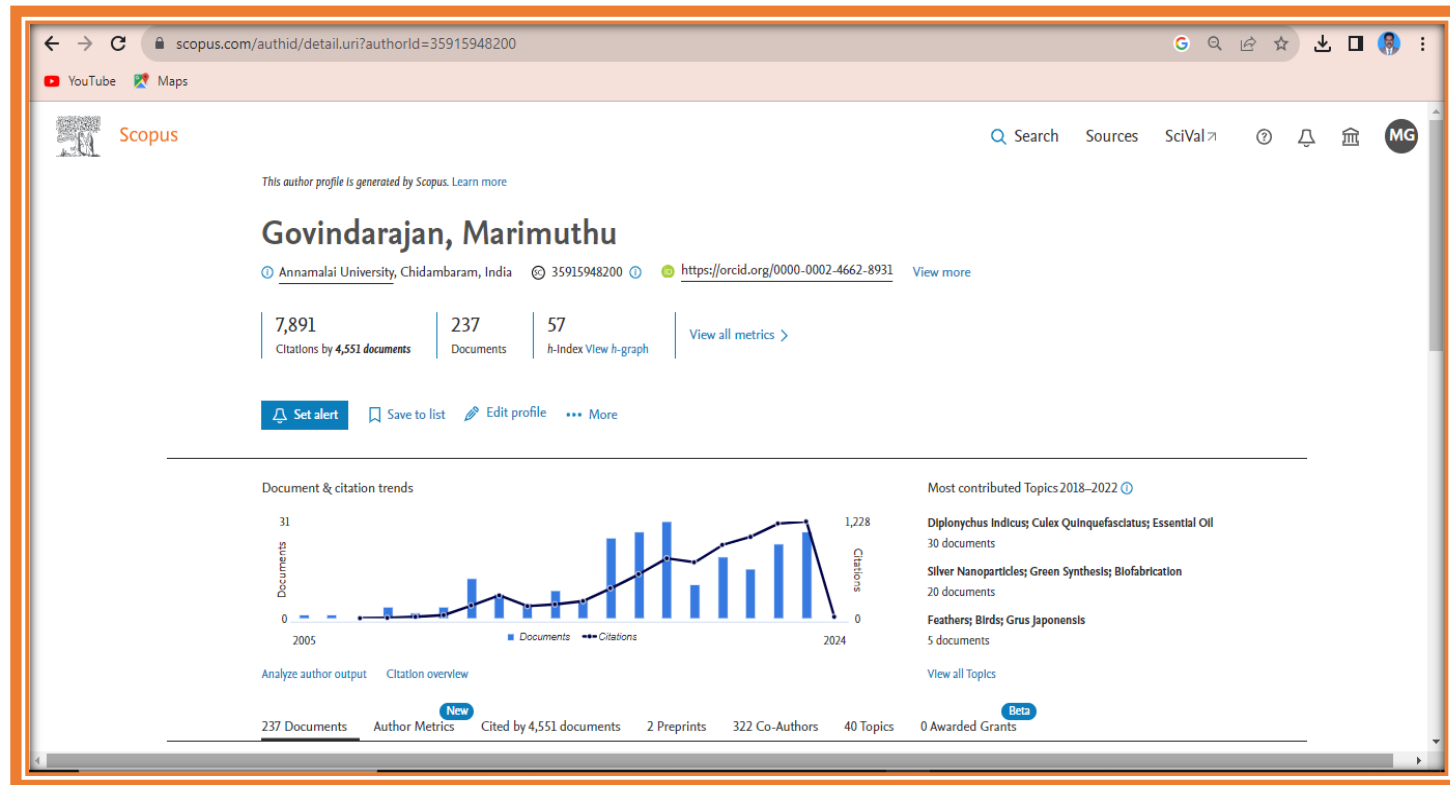 scopus.com/authid/detail.uri?authorId=35915948200
YouTube Maps
Scopus Search Sources SciVal MG
This author profile is generated by Scopus. Learn more
Govindarajan, Marimuthu
Annamalai University, Chidambaram, India SC 35915948200 iD https://orcid.org/0000-0002-4662-8931 View more
7,891 237 57
Citations by 4,551 documents Documents h-Index View h-graph View all metrics
Set alert Save to list Edit profile More
Document & citation trends
31 1,228
Documents Citations
0 0
2005 Documents Citations 2024
Analyze author output Citation overview
Most contributed Topics 2018–2022
Diplonychus Indicus; Culex Quinquefasciatus; Essential Oil
30 documents
Silver Nanoparticles; Green Synthesis; Biofabrication
20 documents
Feathers; Birds; Grus Japonensis
5 documents
View all Topics
New Beta
237 Documents Author Metrics Cited by 4,551 documents 2 Preprints 322 Co-Authors 40 Topics 0 Awarded Grants